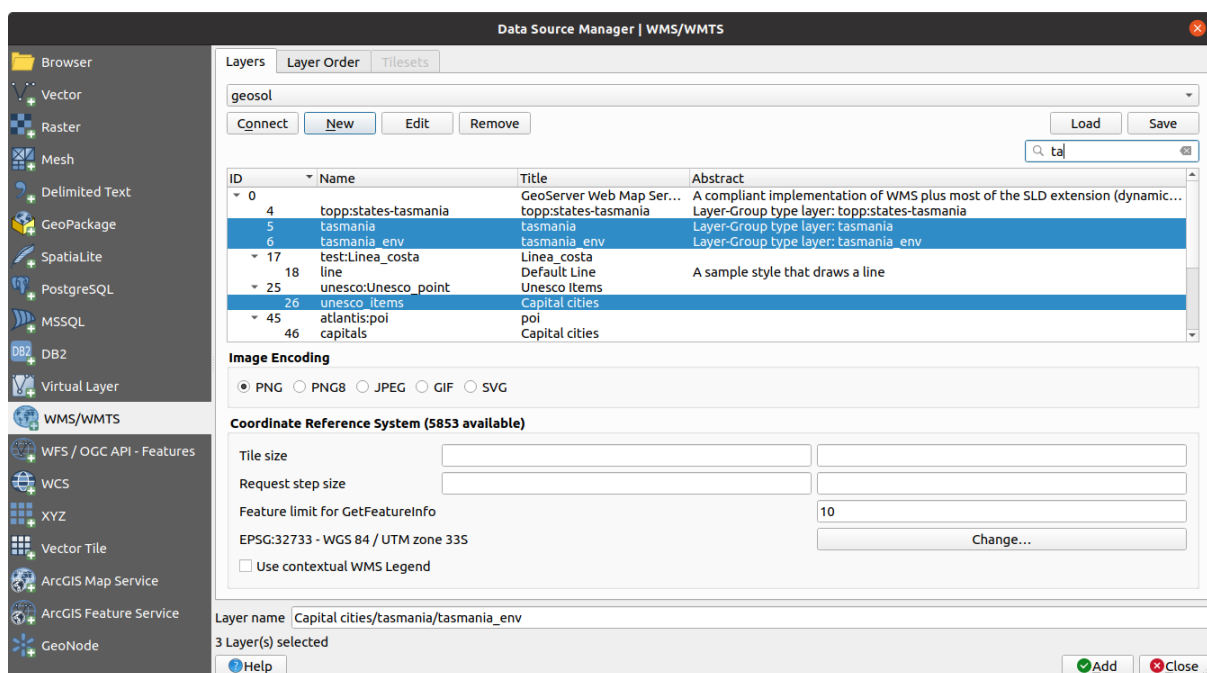 Data Source Manager | WMS/WMTS
Browser
Vector
Raster
Mesh
Delimited Text
GeoPackage
SpatiaLite
PostgreSQL
MSSQL
DB2 DB2
Virtual Layer
WMS/WMTS
WFS / OGC API - Features
WCS
XYZ
Vector Tile
ArcGIS Map Service
ArcGIS Feature Service
GeoNode
Layers Layer Order Tilesets
geosol
Connect New Edit Remove Load Save
ta
ID Name Title Abstract
0 GeoServer Web Map Ser... A compliant implementation of WMS plus most of the SLD extension (dynamic...
4 topp:states-tasmania topp:states-tasmania Layer-Group type layer: topp:states-tasmania
5 tasmania tasmania Layer-Group type layer: tasmania
6 tasmania_env tasmania_env Layer-Group type layer: tasmania_env
17 test:Linea_costa Linea_costa
18 line Default Line A sample style that draws a line
25 unesco:Unesco_point Unesco Items
26 unesco_items Capital cities
45 atlantis:poi poi
46 capitals Capital cities
Image Encoding
PNG PNG8 JPEG GIF SVG
Coordinate Reference System (5853 available)
Tile size
Request step size
Feature limit for GetFeatureInfo 10
EPSG:32733 - WGS 84 / UTM zone 33S Change...
Use contextual WMS Legend
Layer name Capital cities/tasmania/tasmania_env
3 Layer(s) selected
Help Add Close